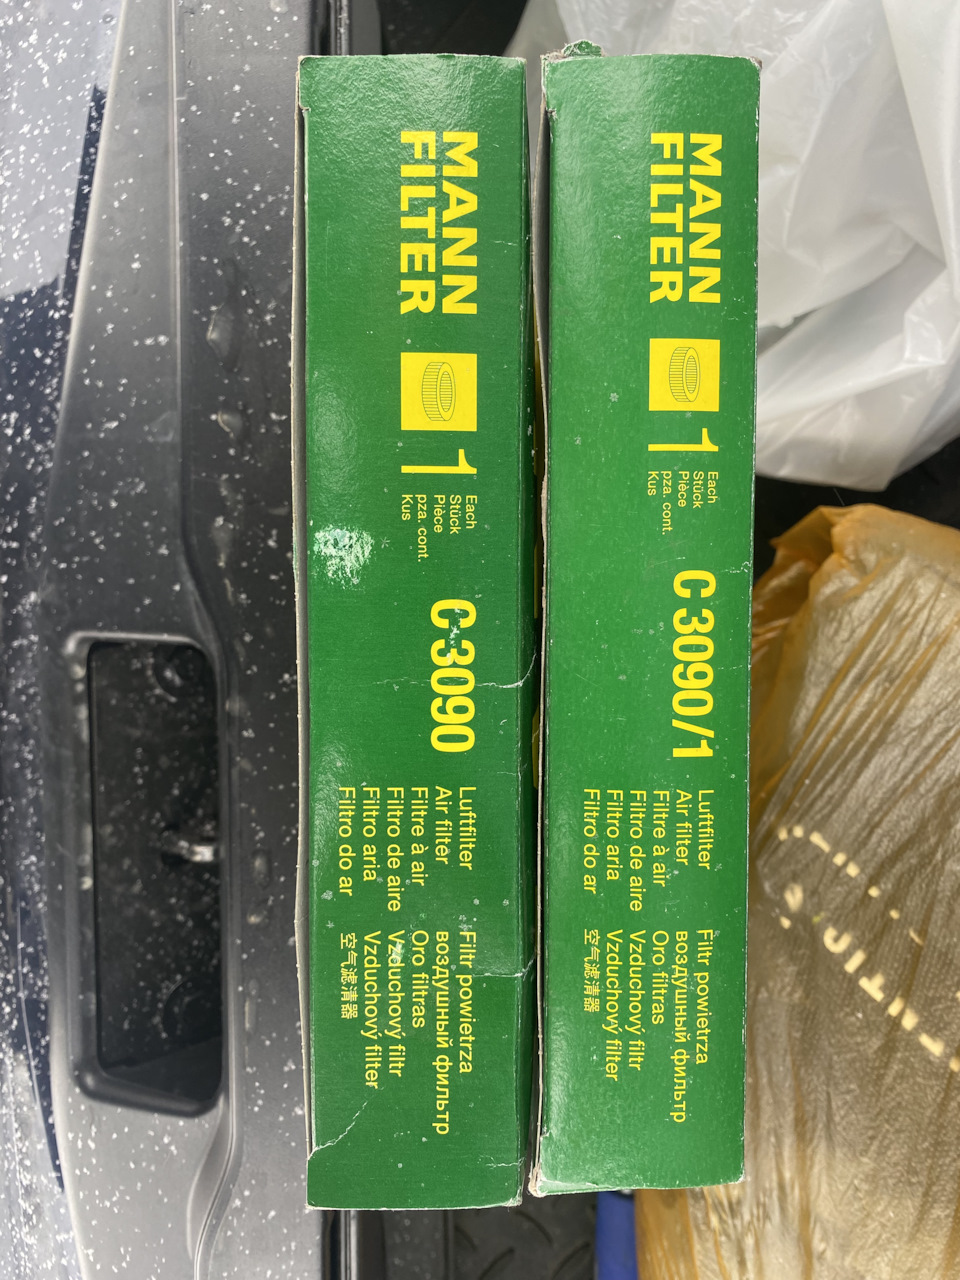 MANN
FILTER
1
Each
Stück
Pièce
pza. cont.
Kus
C 3090/1
Luftfilter
Air filter
Filtre à air
Filtro de aire
Filtro aria
Filtro do ar
Filtr powietrza
воздушный фильтр
Oro filtras
Vzduchový filtr
Vzduchový filter
空气滤清器
MANN
FILTER
1
Each
Stück
Pièce
pza. cont.
Kus
C 3090
Luftfilter
Air filter
Filtre à air
Filtro de aire
Filtro aria
Filtro do ar
Filtr powietrza
воздушный фильтр
Oro filtras
Vzduchový filtr
Vzduchový filter
空气滤清器